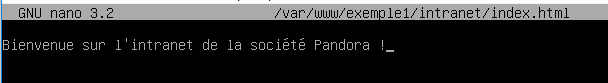 GNU nano 3.2 /var/www/exemple1/intranet/index.html
Bienvenue sur l'intranet de la société Pandora !